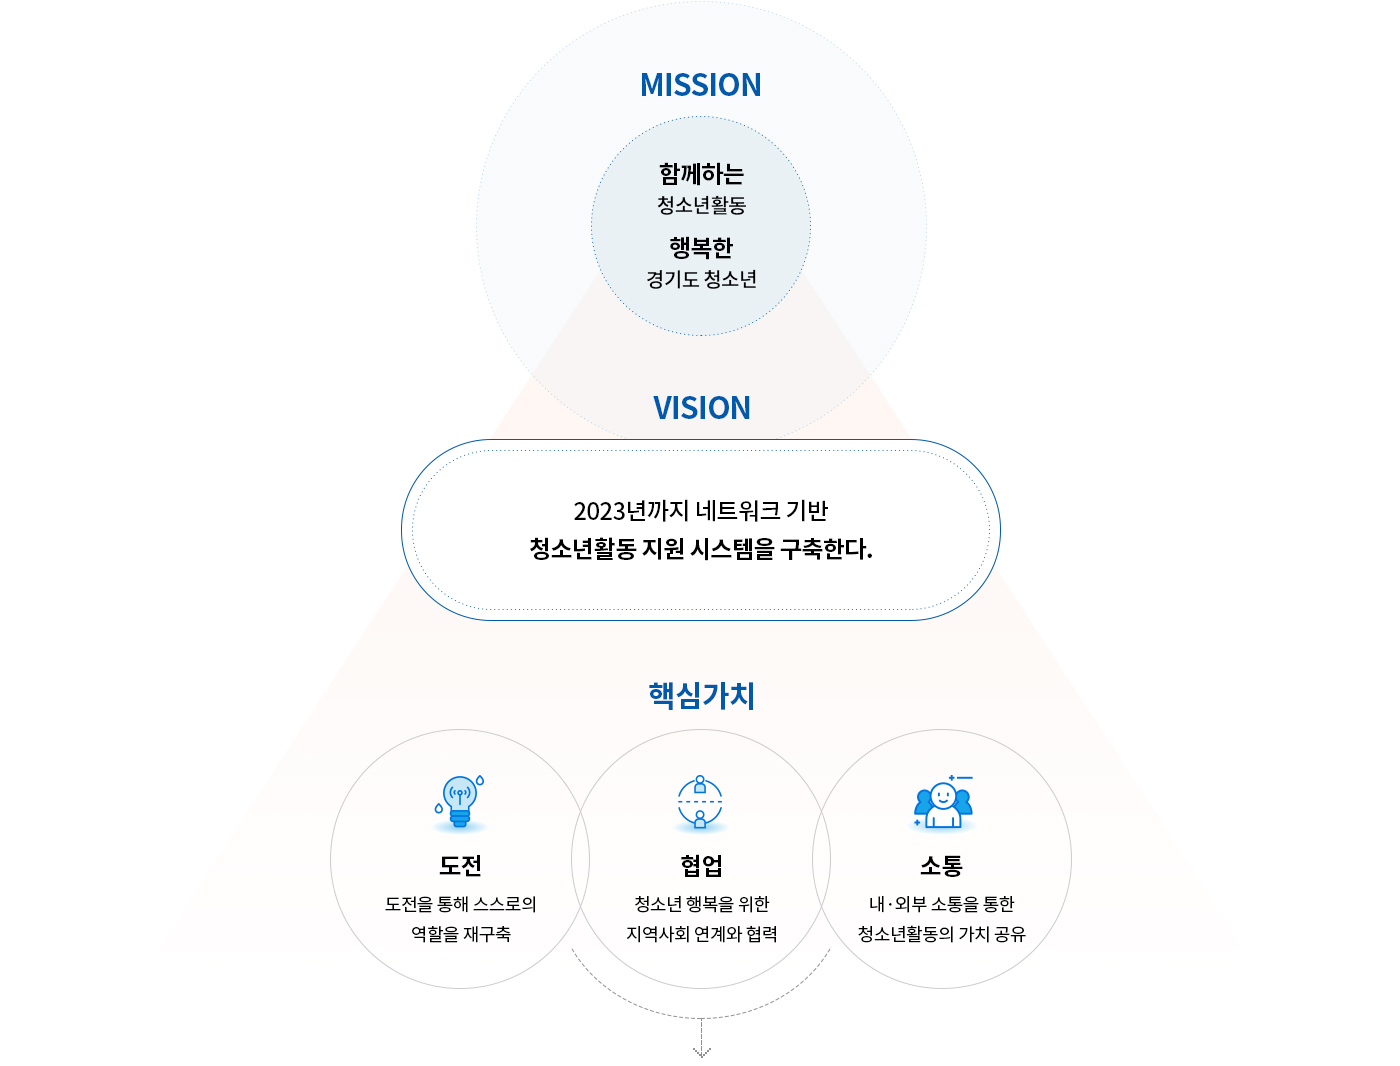 MISSION
함께하는
청소년활동
행복한
경기도 청소년
VISION
2023년까지 네트워크 기반
청소년활동 지원 시스템을 구축한다.
핵심가치
도전
도전을 통해 스스로의
역할을 재구축
협업
청소년 행복을 위한
지역사회 연계와 협력
소통
내·외부 소통을 통한
청소년활동의 가치 공유